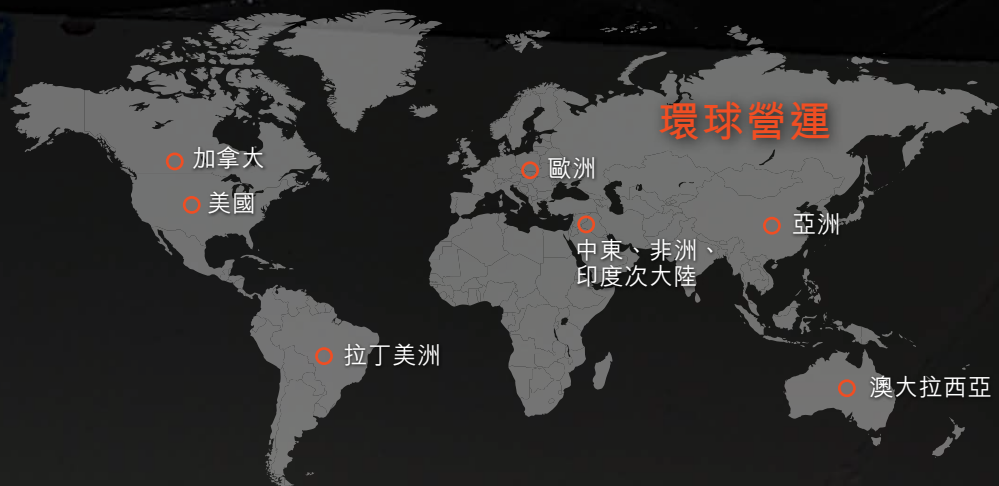 環球營運
加拿大
歐洲
美國
亞洲
中東、非洲、
印度次大陸
拉丁美洲
澳大拉西亞